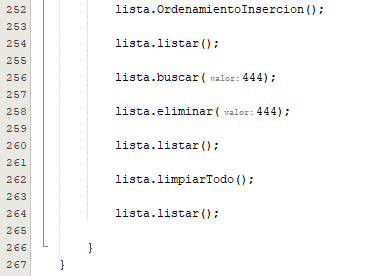 252 lista.OrdenamientoInsercion();
253
254 lista.listar();
255
256 lista.buscar( valor: 444);
257
258 lista.eliminar( valor: 444);
259
260 lista.listar();
261
262 lista.limpiarTodo();
263
264 lista.listar();
265
266 }
267 }